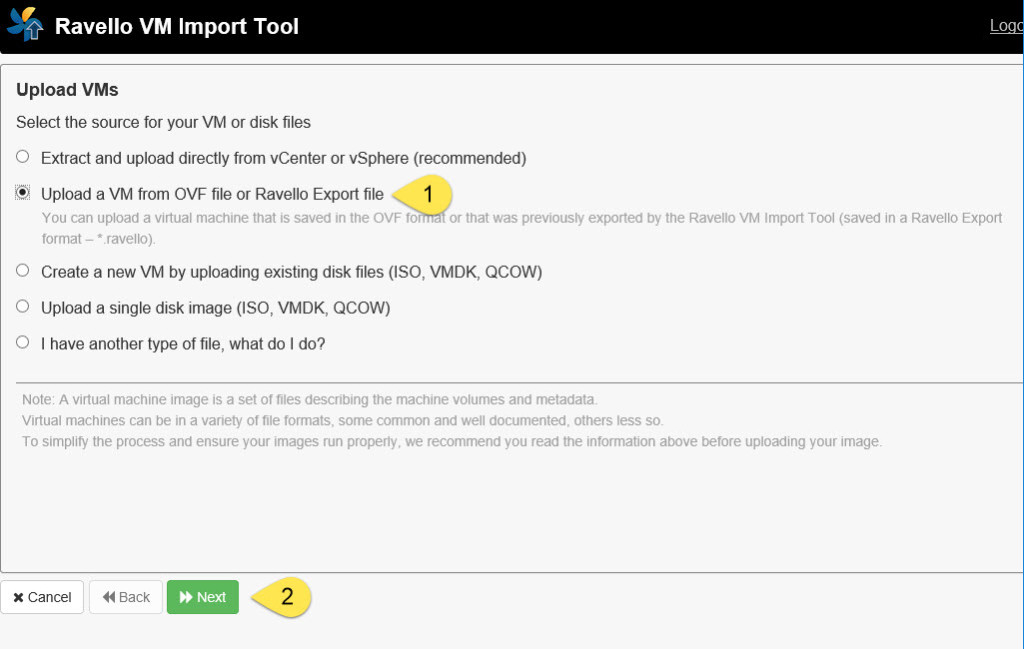 Ravello VM Import Tool
Upload VMs
Select the source for your VM or disk files
Extract and upload directly from vCenter or vSphere (recommended)
Upload a VM from OVF file or Ravello Export file
1
You can upload a virtual machine that is saved in the OVF format or that was previously exported by the Ravello VM Import Tool (saved in a Ravello Export
format – *.ravello).
Create a new VM by uploading existing disk files (ISO, VMDK, QCOW)
Upload a single disk image (ISO, VMDK, QCOW)
I have another type of file, what do I do?
Note: A virtual machine image is a set of files describing the machine volumes and metadata.
Virtual machines can be in a variety of file formats, some common and well documented, others less so.
To simplify the process and ensure your images run properly, we recommend you read the information above before uploading your image.
Cancel
Back
Next
2